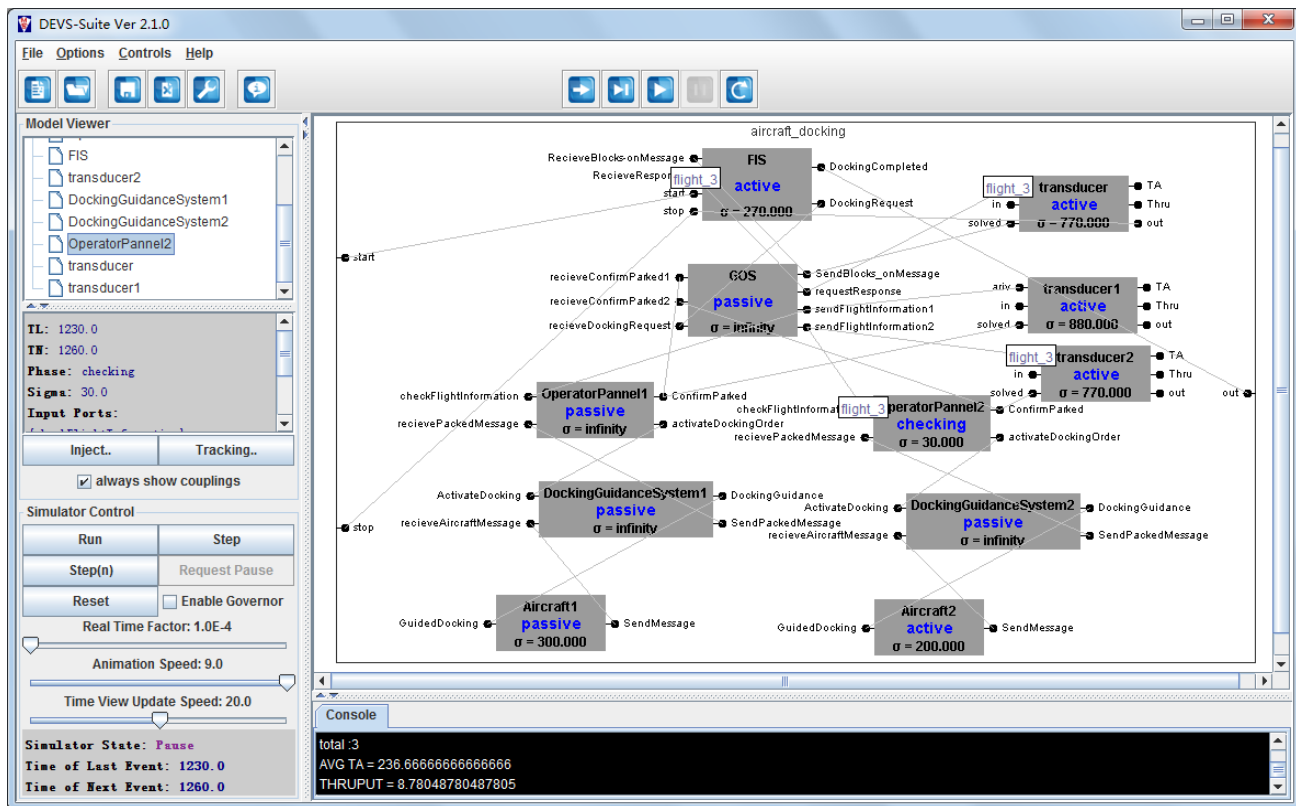 DEVS-Suite Ver 2.1.0
File Options Controls Help
Model Viewer
FIS
transducer2
DockingGuidanceSystem1
DockingGuidanceSystem2
OperatorPannel2
transducer
transducer1
TL: 1230.0
TN: 1260.0
Phase: checking
Sigma: 30.0
Input Ports:
Inject.. Tracking..
always show couplings
Simulator Control
Run Step
Step(n) Request Pause
Reset Enable Governor
Real Time Factor: 1.0E-4
Animation Speed: 9.0
Time View Update Speed: 20.0
Simulator State: Pause
Time of Last Event: 1230.0
Time of Next Event: 1260.0
aircraft_docking
RecieveBlocks-onMessage FIS DockingCompleted
RecieveRespon flight_3 active
start
stop σ = 270.000 DockingRequest
flight_3 transducer TA
in active Thru
solved σ = 770.000 out
start
recieveConfirmParked1 GOS SendBlocks_onMessage
requestResponse
recieveConfirmParked2 passive sendFlightInformation1
recieveDockingRequest σ = infinity sendFlightInformation2
ariv transducer1 TA
in active Thru
solved σ = 880.000 out
flight_3 transducer2 TA
in active Thru
solved σ = 770.000 out
out
checkFlightInformation OperatorPannel1 ConfirmParked
passive
recievePackedMessage σ = infinity activateDockingOrder
checkFlightInformat flight_3 peratorPannel2 ConfirmParked
checking
recievePackedMessage σ = 30.000 activateDockingOrder
ActivateDocking DockingGuidanceSystem1 DockingGuidance
passive
recieveAircraftMessage σ = infinity SendPackedMessage
ActivateDocking DockingGuidanceSystem2 DockingGuidance
passive
recieveAircraftMessage σ = infinity SendPackedMessage
stop
Aircraft1
GuidedDocking passive SendMessage
σ = 300.000
Aircraft2
GuidedDocking active SendMessage
σ = 200.000
Console
total :3
AVG TA = 236.66666666666666
THRUPUT = 8.78048780487805